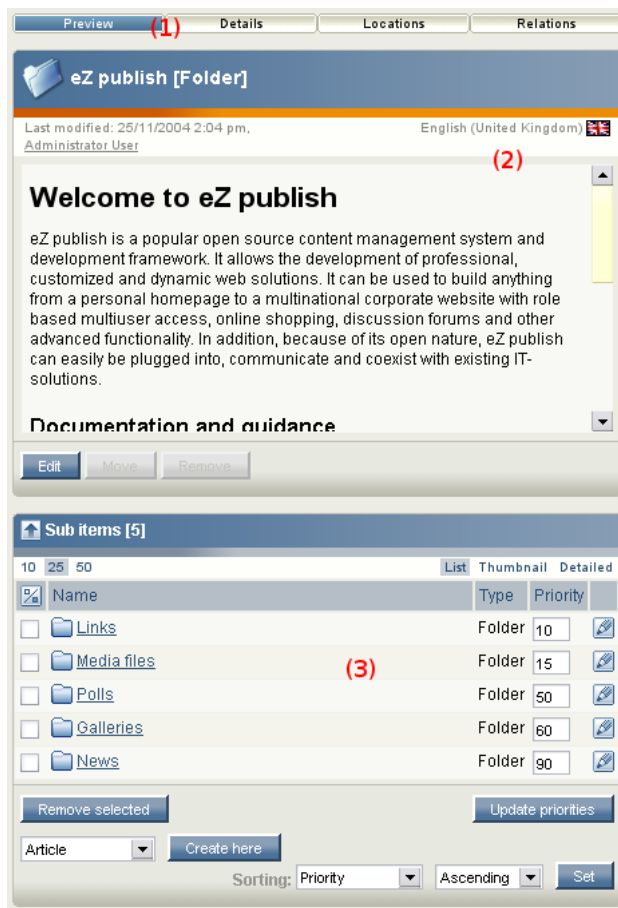 Preview (1) Details Locations Relations
eZ publish [Folder]
Last modified: 25/11/2004 2:04 pm, English (United Kingdom)
Administrator User
(2)
Welcome to eZ publish
eZ publish is a popular open source content management system and
development framework. It allows the development of professional,
customized and dynamic web solutions. It can be used to build anything
from a personal homepage to a multinational corporate website with role
based multiuser access, online shopping, discussion forums and other
advanced functionality. In addition, because of its open nature, eZ publish
can easily be plugged into, communicate and coexist with existing IT-
solutions.
Documentation and guidance
Edit Move Remove
Sub items [5]
10 25 50 List Thumbnail Detailed
Name Type Priority
Links Folder 10
Media files (3) Folder 15
Polls Folder 50
Galleries Folder 60
News Folder 90
Remove selected Update priorities
Article Create here
Sorting: Priority Ascending Set